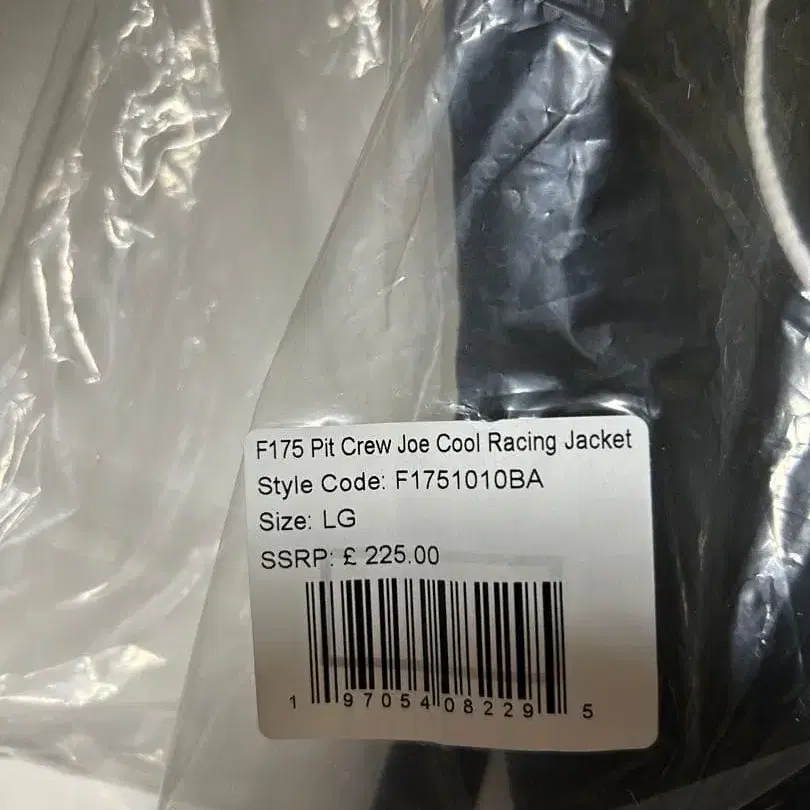 F175 Pit Crew Joe Cool Racing Jacket
Style Code: F1751010BA
Size: LG
SSRP: £ 225.00
1 97054 08229 5